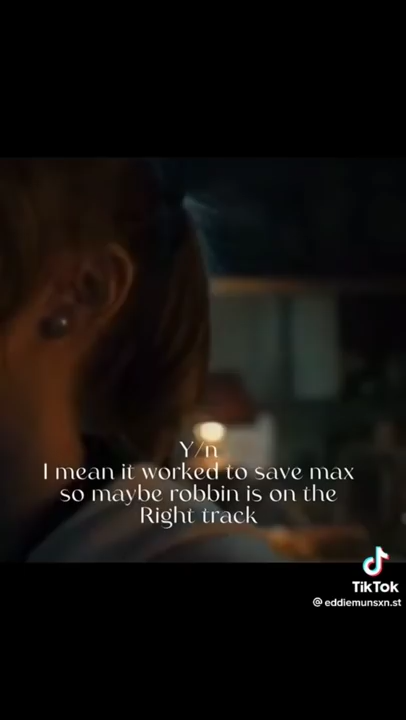 Y/n
I mean it worked to save max
so maybe robbin is on the
Right track
TikTok
@eddiemunsxn.st